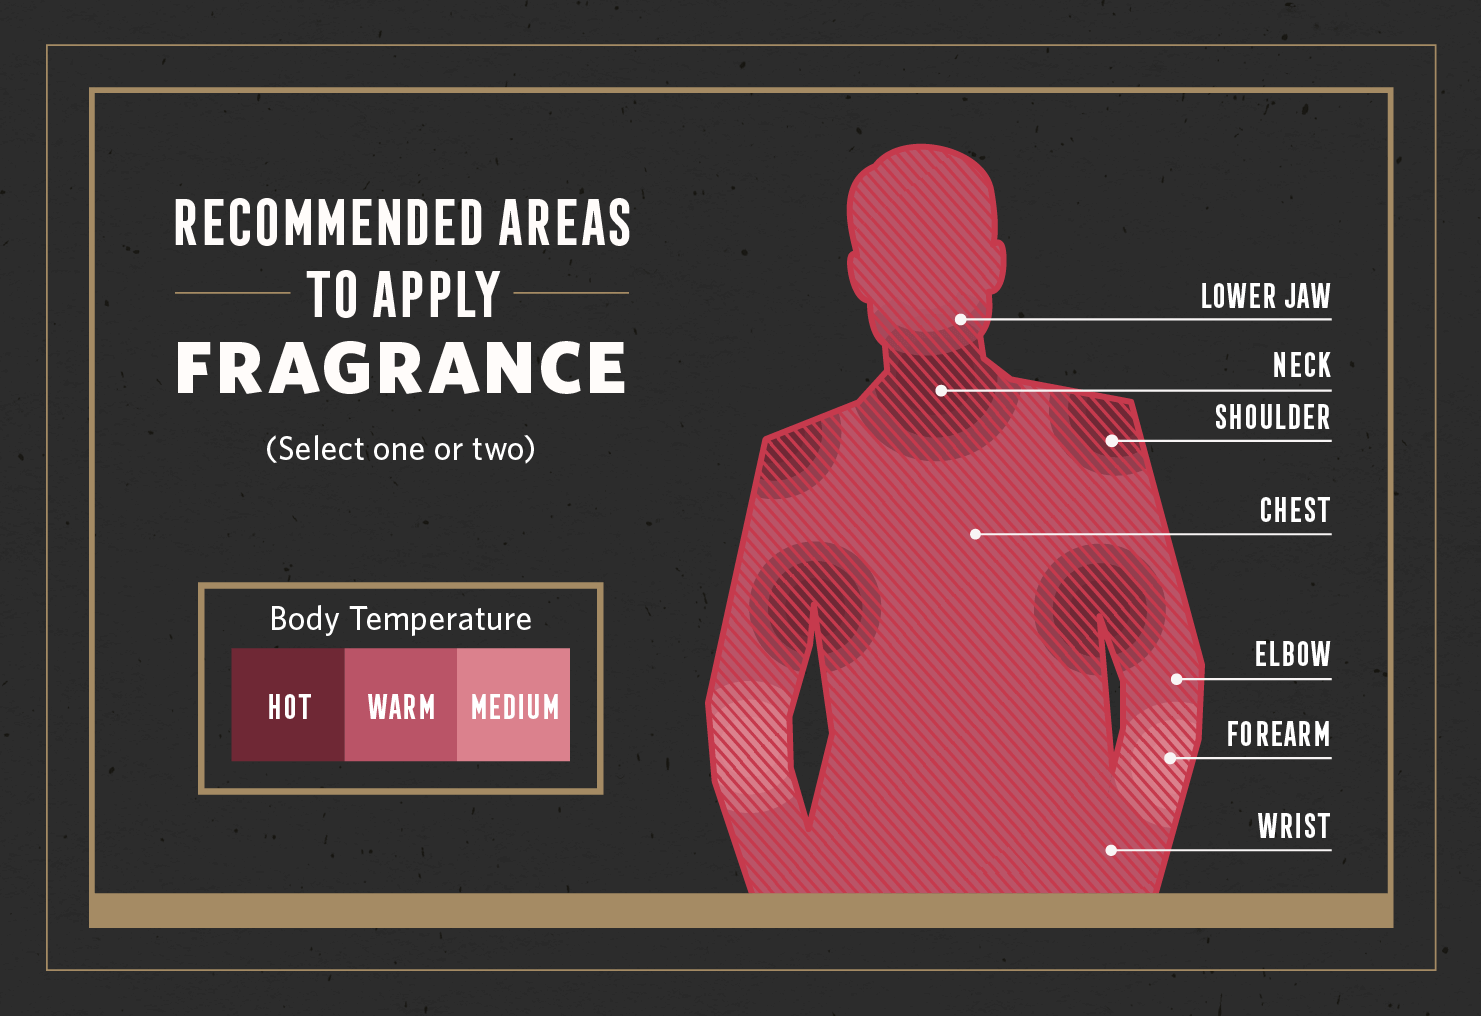 RECOMMENDED AREAS
TO APPLY
FRAGRANCE
(Select one or two)
Body Temperature
HOT WARM MEDIUM
LOWER JAW
NECK
SHOULDER
CHEST
ELBOW
FOREARM
WRIST